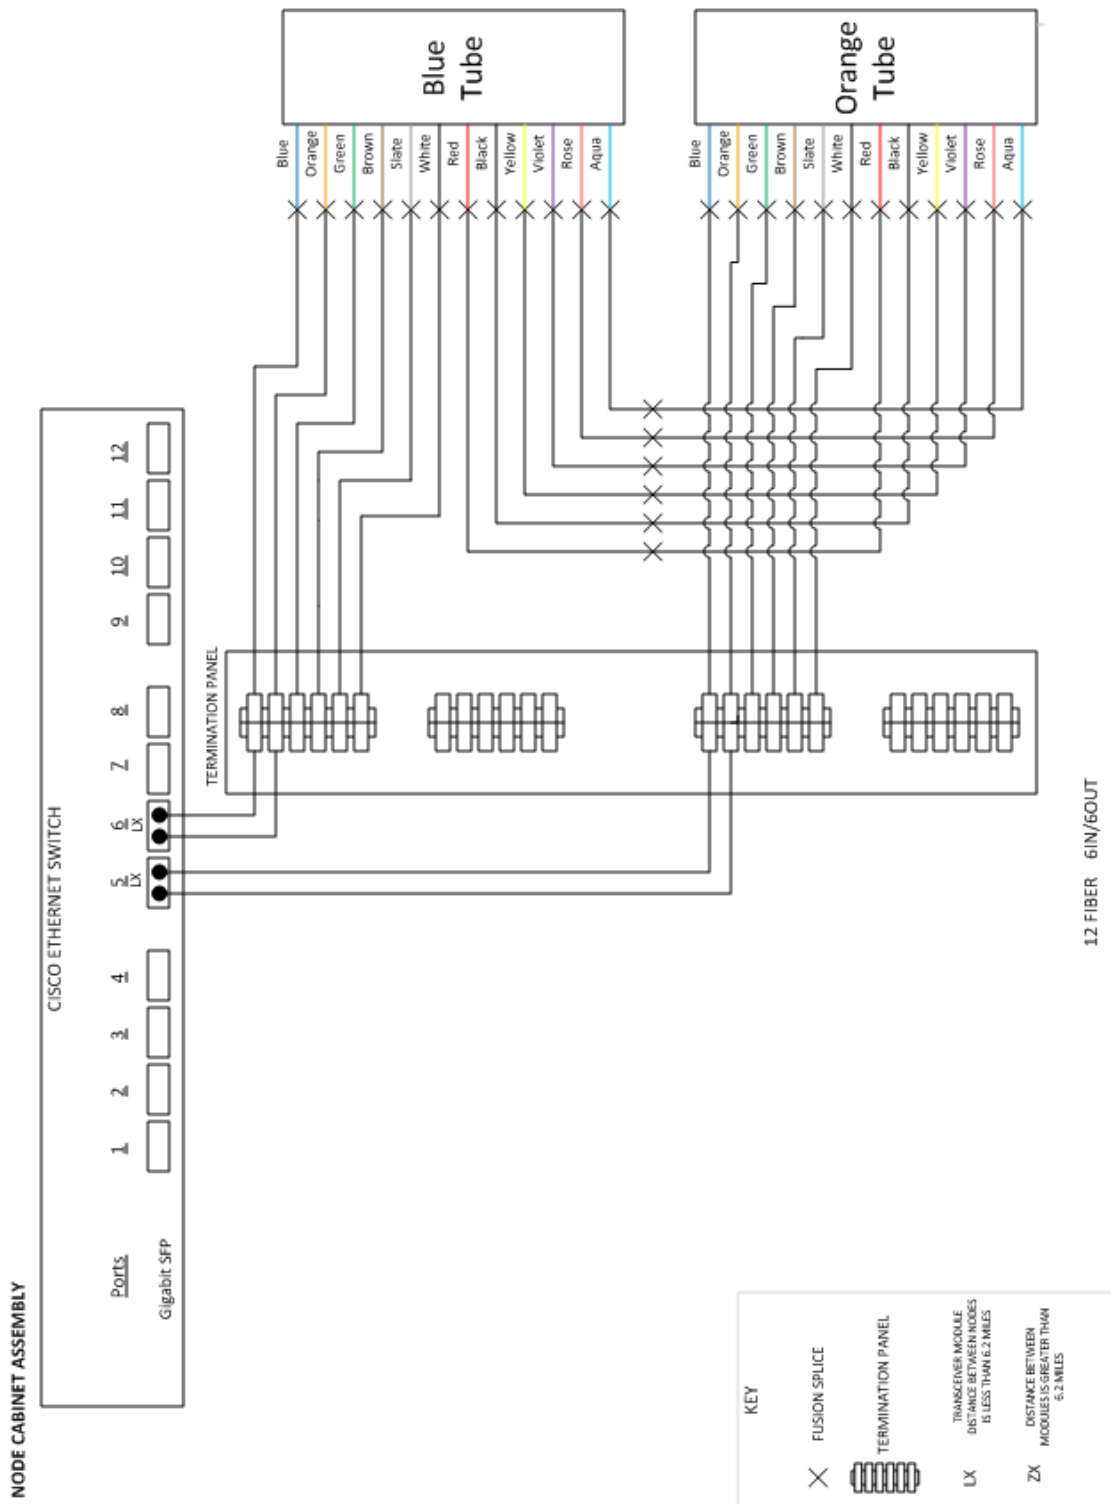 NODE CABINET ASSEMBLY
CISCO ETHERNET SWITCH
Ports
1
2
3
4
5
6
7
8
9
10
11
12
Gigabit SFP
LX
LX
TERMINATION PANEL
Blue
Tube
Blue
Orange
Green
Brown
Slate
White
Red
Black
Yellow
Violet
Rose
Aqua
Orange
Tube
Blue
Orange
Green
Brown
Slate
White
Red
Black
Yellow
Violet
Rose
Aqua
KEY
FUSION SPLICE
TERMINATION PANEL
LX
TRANSCEIVER MODULE
DISTANCE BETWEEN NODES
IS LESS THAN 6.2 MILES
ZX
DISTANCE BETWEEN
MODULES IS GREATER THAN
6.2 MILES
12 FIBER 6IN/6OUT